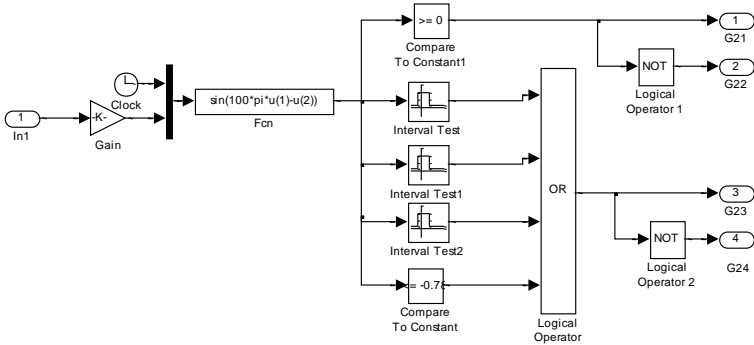 >= 0
1
G21
Compare
To Constant1
NOT
2
G22
Logical
Operator 1
Clock
sin(100*pi*u(1)-u(2))
Fcn
Interval Test
1
In1
-K-
Gain
Interval Test1
OR
3
G23
Interval Test2
NOT
4
G24
Logical
Operator 2
<= -0.78
Compare
To Constant
Logical
Operator